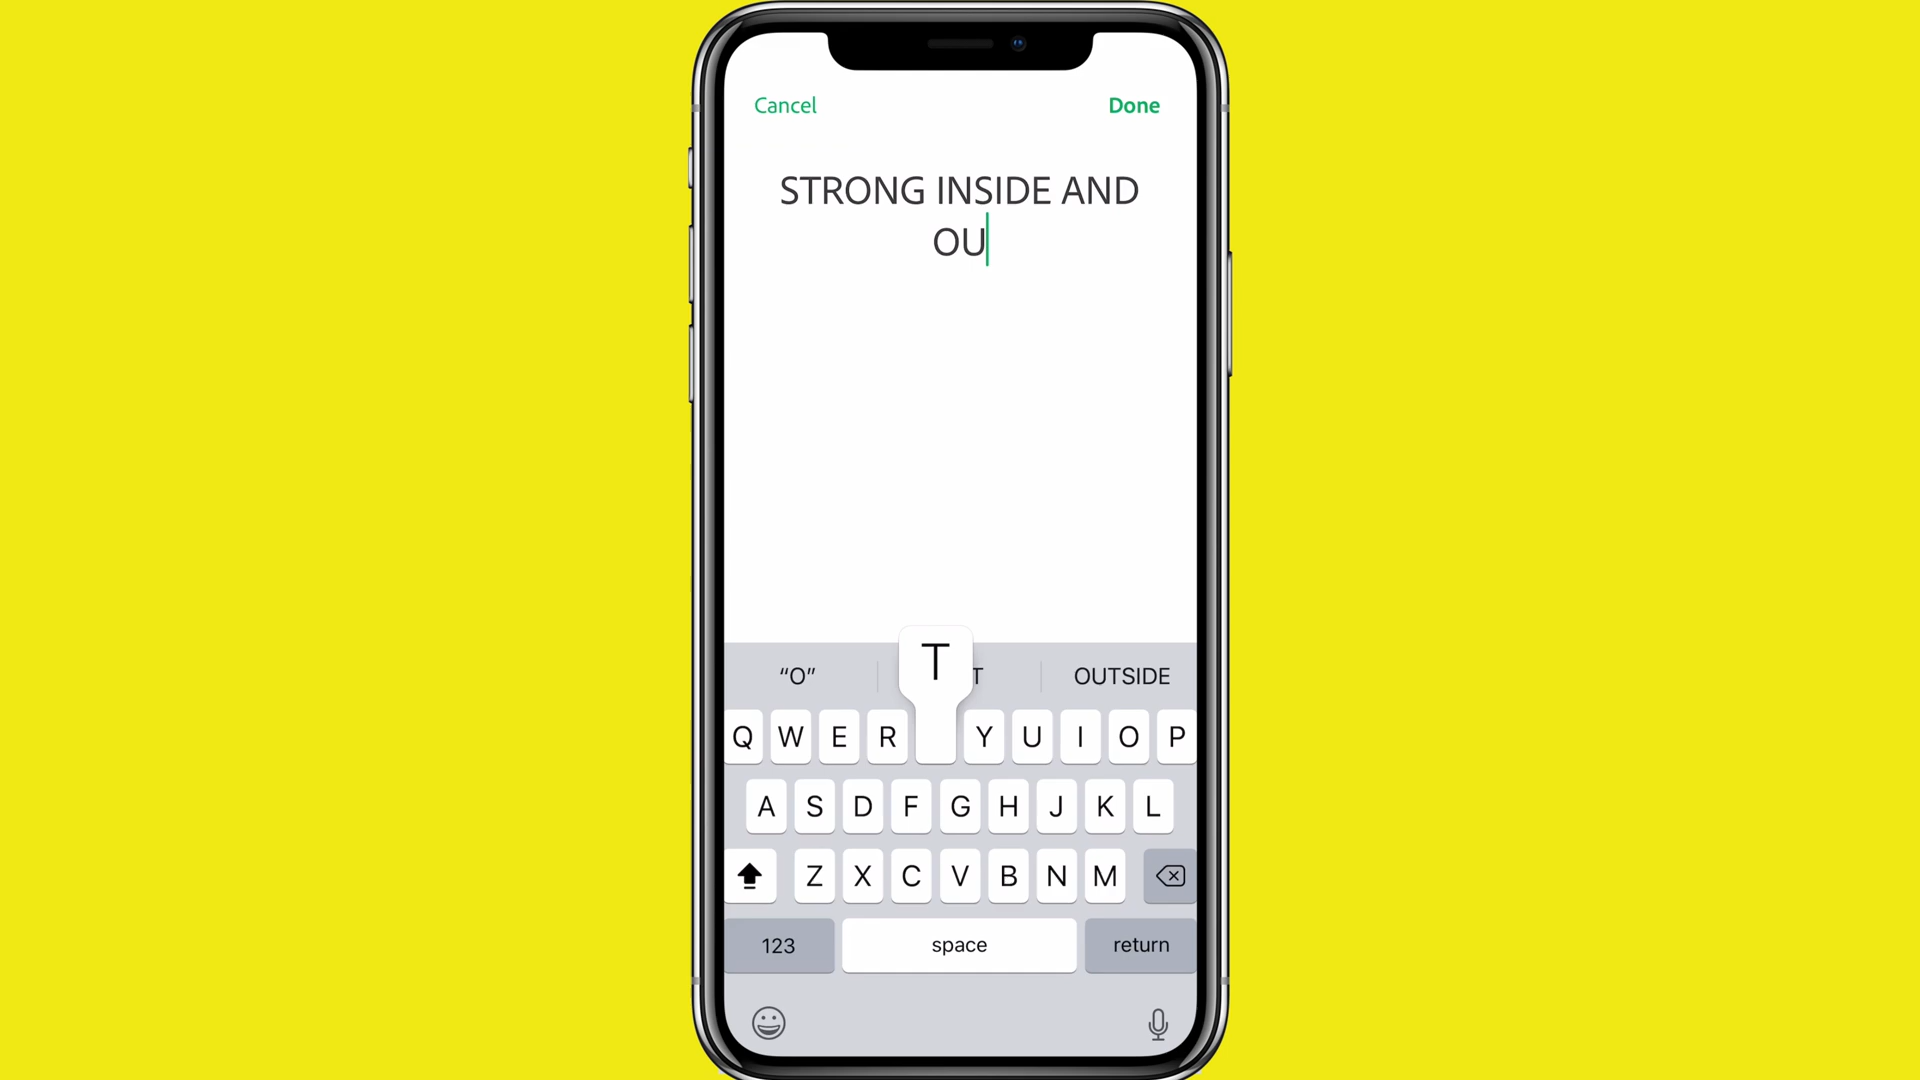 Cancel Done
STRONG INSIDE AND
OU
“O” T OUTSIDE
T
Q W E R Y U I O P
A S D F G H J K L
Z X C V B N M
123 space return